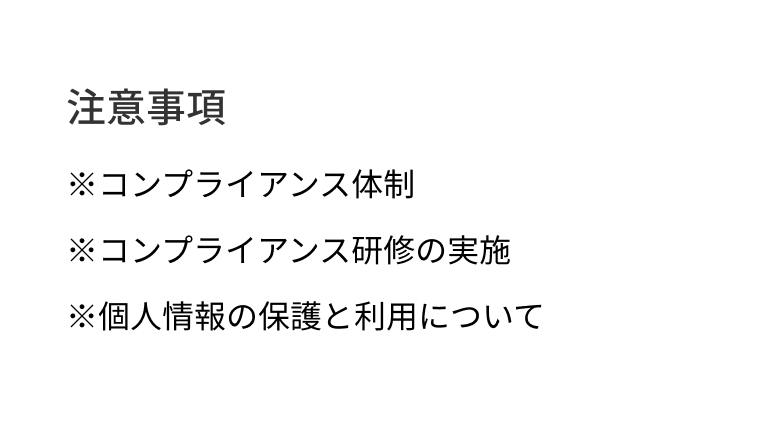 注意事項
※コンプライアンス体制
※コンプライアンス研修の実施
※個人情報の保護と利用について